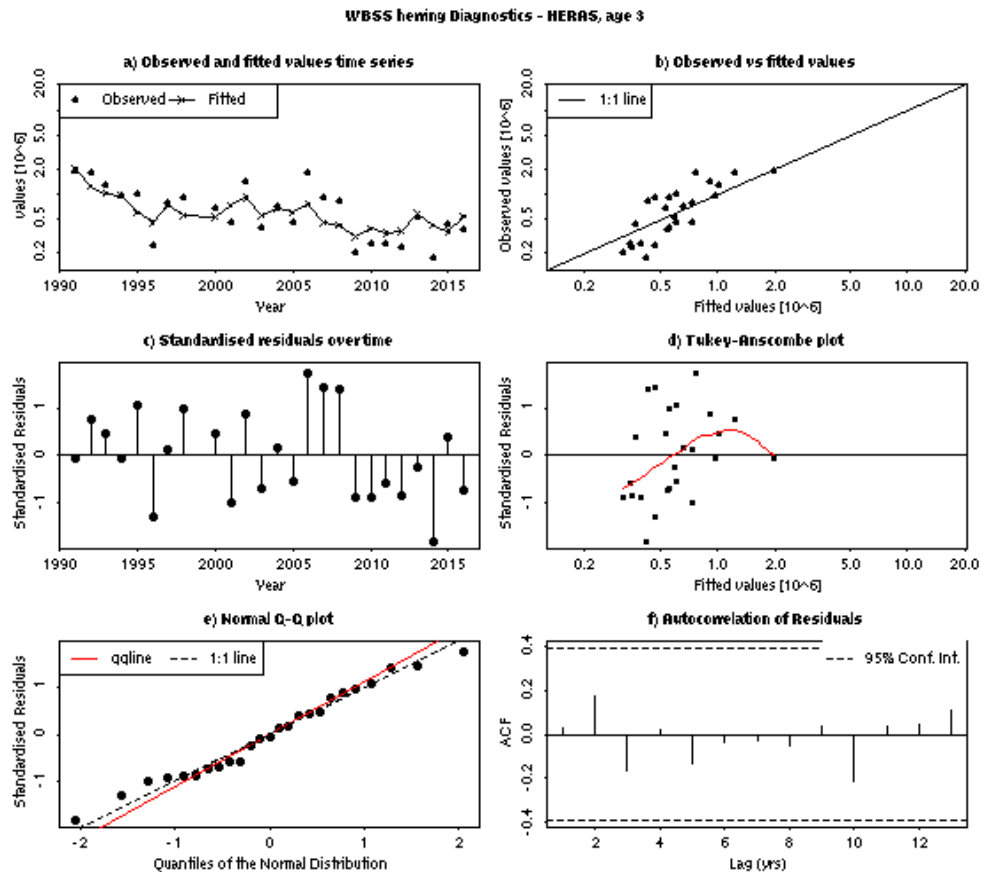 WBSS herring Diagnostics - HERAS, age 3
a) Observed and fitted values time series
values [10^6]
20.0
5.0
2.0
0.5
0.2
Observed
Fitted
1990
1995
2000
2005
2010
2015
Year
b) Observed vs fitted values
Observed values [10^6]
20.0
5.0
2.0
0.5
0.2
1:1 line
0.2
0.5
1.0
2.0
5.0
10.0
20.0
Fitted values [10^6]
c) Standardised residuals over time
Standardised Residuals
1
0
-1
1990
1995
2000
2005
2010
2015
Year
d) Tukey-Anscombe plot
Standardised Residuals
1
0
-1
0.2
0.5
1.0
2.0
5.0
10.0
20.0
Fitted values [10^6]
e) Normal Q-Q plot
Standardised Residuals
1
0
-1
qqline
1:1 line
-2
-1
0
1
2
Quantiles of the Normal Distribution
f) Autocorrelation of Residuals
ACF
0.4
0.2
0.0
-0.2
-0.4
95% Conf. Int.
2
4
6
8
10
12
Lag (yrs)